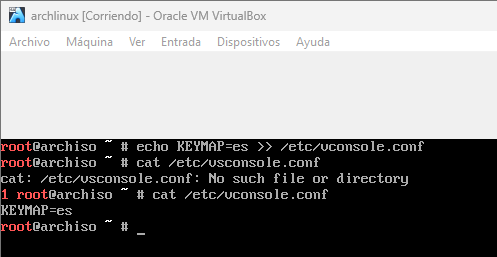 archlinux [Corriendo] - Oracle VM VirtualBox
Archivo Máquina Ver Entrada Dispositivos Ayuda
root@archiso ~ # echo KEYMAP=es >> /etc/vconsole.conf
root@archiso ~ # cat /etc/vsconsole.conf
cat: /etc/vsconsole.conf: No such file or directory
1 root@archiso ~ # cat /etc/vconsole.conf
KEYMAP=es
root@archiso ~ # _